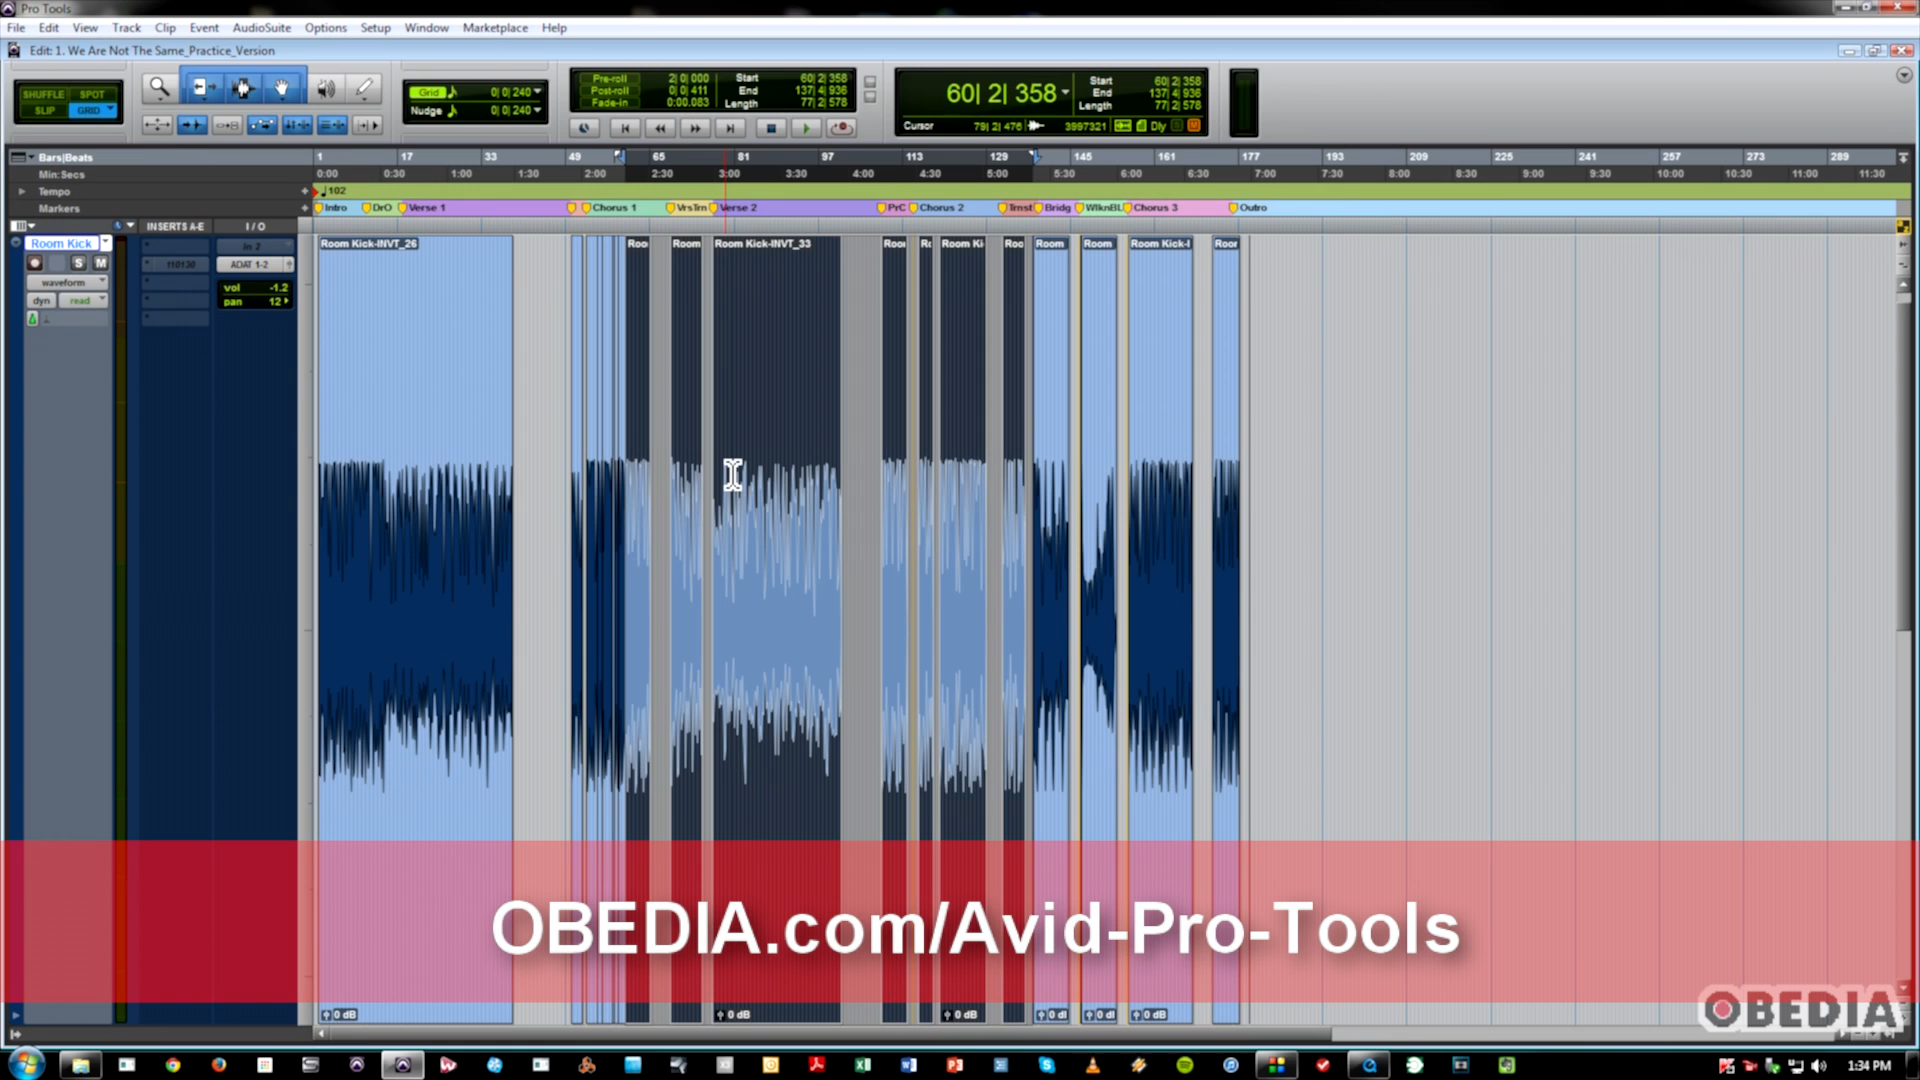 Pro Tools
File Edit View Track Clip Event AudioSuite Options Setup Window Marketplace Help
Edit: 1. We Are Not The Same_Practice_Version
SHUFFLE SPOT
SLIP GRID
Grid 0| 0| 240
Nudge 0| 0| 240
Pre-roll 2| 0| 000
Post-roll 0| 0| 411
Fade-in 0:00.083
Start 60| 2| 358
End 137| 4| 936
Length 77| 2| 578
60| 2| 358
Start 60| 2| 358
End 137| 4| 936
Length 77| 2| 578
Cursor 79| 2| 476 3997321 Dly
Bars|Beats 1 17 33 49 65 81 97 113 129 145 161 177 193 209 225 241 257 273 289
Min:Secs 0:00 0:30 1:00 1:30 2:00 2:30 3:00 3:30 4:00 4:30 5:00 5:30 6:00 6:30 7:00 7:30 8:00 8:30 9:00 9:30 10:00 10:30 11:00 11:30
Tempo 102
Markers Intro DrO Verse 1 Chorus 1 VrsTrn Verse 2 PrC Chorus 2 Trnst Bridg WlknBL Chorus 3 Outro
INSERTS A-E I / O
Room Kick
In 2
S M
110130 ADAT 1-2
waveform
vol -1.2
dyn read
pan 12
Room Kick-INVT_26 Roo Room Room Kick-INVT_33 Roo Ro Room Ki Roo Room Room Room Kick-I Roor
OBEDIA.com/Avid-Pro-Tools
0 dB 0 dB 0 dB 0 dl 0 dl 0 dB
OBEDIA
1:34 PM